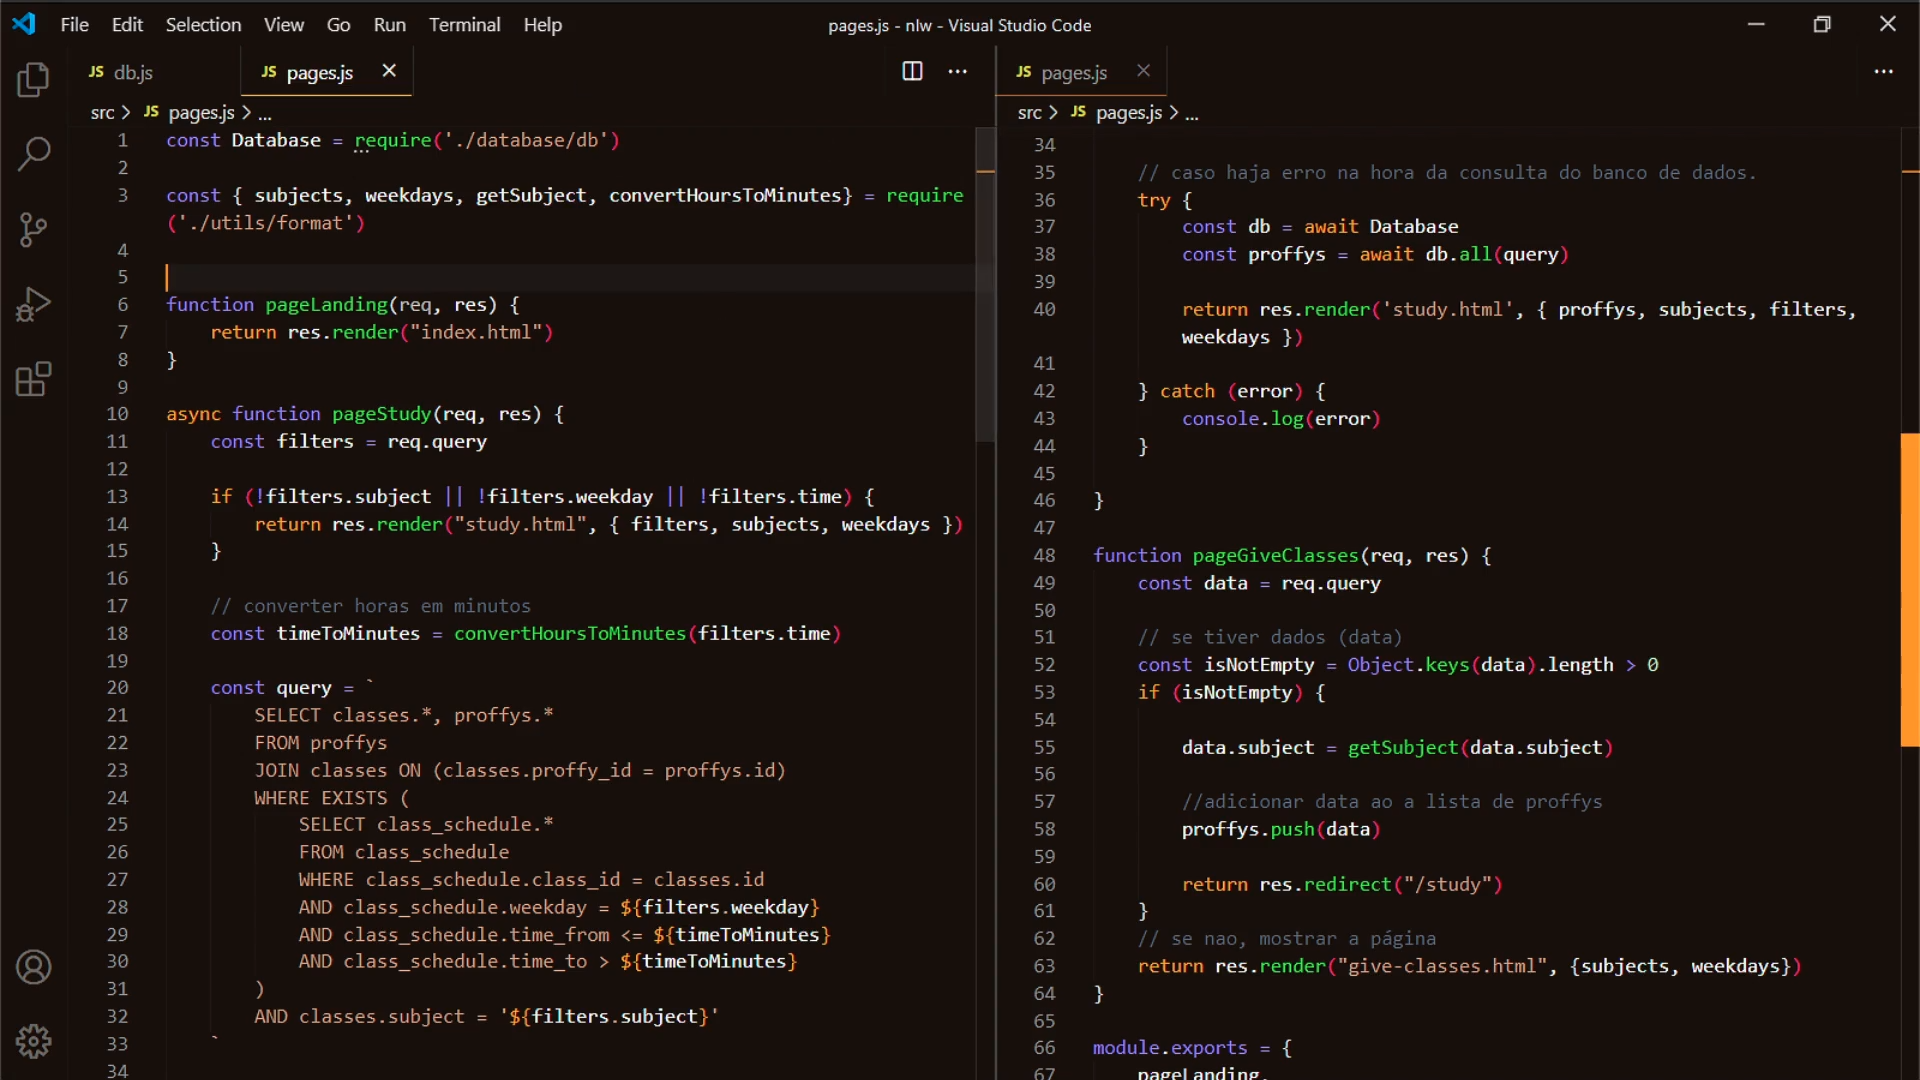 File Edit Selection View Go Run Terminal Help
pages.js - nlw - Visual Studio Code
JS db.js
JS pages.js
src > JS pages.js > ...
1 const Database = require('./database/db')
2
3 const { subjects, weekdays, getSubject, convertHoursToMinutes} = require
('./utils/format')
4
5
6 function pageLanding(req, res) {
7     return res.render("index.html")
8 }
9
10 async function pageStudy(req, res) {
11     const filters = req.query
12
13     if (!filters.subject || !filters.weekday || !filters.time) {
14         return res.render("study.html", { filters, subjects, weekdays })
15     }
16
17     // converter horas em minutos
18     const timeToMinutes = convertHoursToMinutes(filters.time)
19
20     const query = `
21         SELECT classes.*, proffys.*
22         FROM proffys
23         JOIN classes ON (classes.proffy_id = proffys.id)
24         WHERE EXISTS (
25             SELECT class_schedule.*
26             FROM class_schedule
27             WHERE class_schedule.class_id = classes.id
28             AND class_schedule.weekday = ${filters.weekday}
29             AND class_schedule.time_from <= ${timeToMinutes}
30             AND class_schedule.time_to > ${timeToMinutes}
31         )
32         AND classes.subject = '${filters.subject}'
33     `
34
JS pages.js
src > JS pages.js > ...
34
35     // caso haja erro na hora da consulta do banco de dados.
36     try {
37         const db = await Database
38         const proffys = await db.all(query)
39
40         return res.render('study.html', { proffys, subjects, filters,
weekdays })
41
42     } catch (error) {
43         console.log(error)
44     }
45
46 }
47
48 function pageGiveClasses(req, res) {
49     const data = req.query
50
51     // se tiver dados (data)
52     const isNotEmpty = Object.keys(data).length > 0
53     if (isNotEmpty) {
54
55         data.subject = getSubject(data.subject)
56
57         //adicionar data ao a lista de proffys
58         proffys.push(data)
59
60         return res.redirect("/study")
61     }
62     // se nao, mostrar a página
63     return res.render("give-classes.html", {subjects, weekdays})
64 }
65
66 module.exports = {
67     pageLanding,